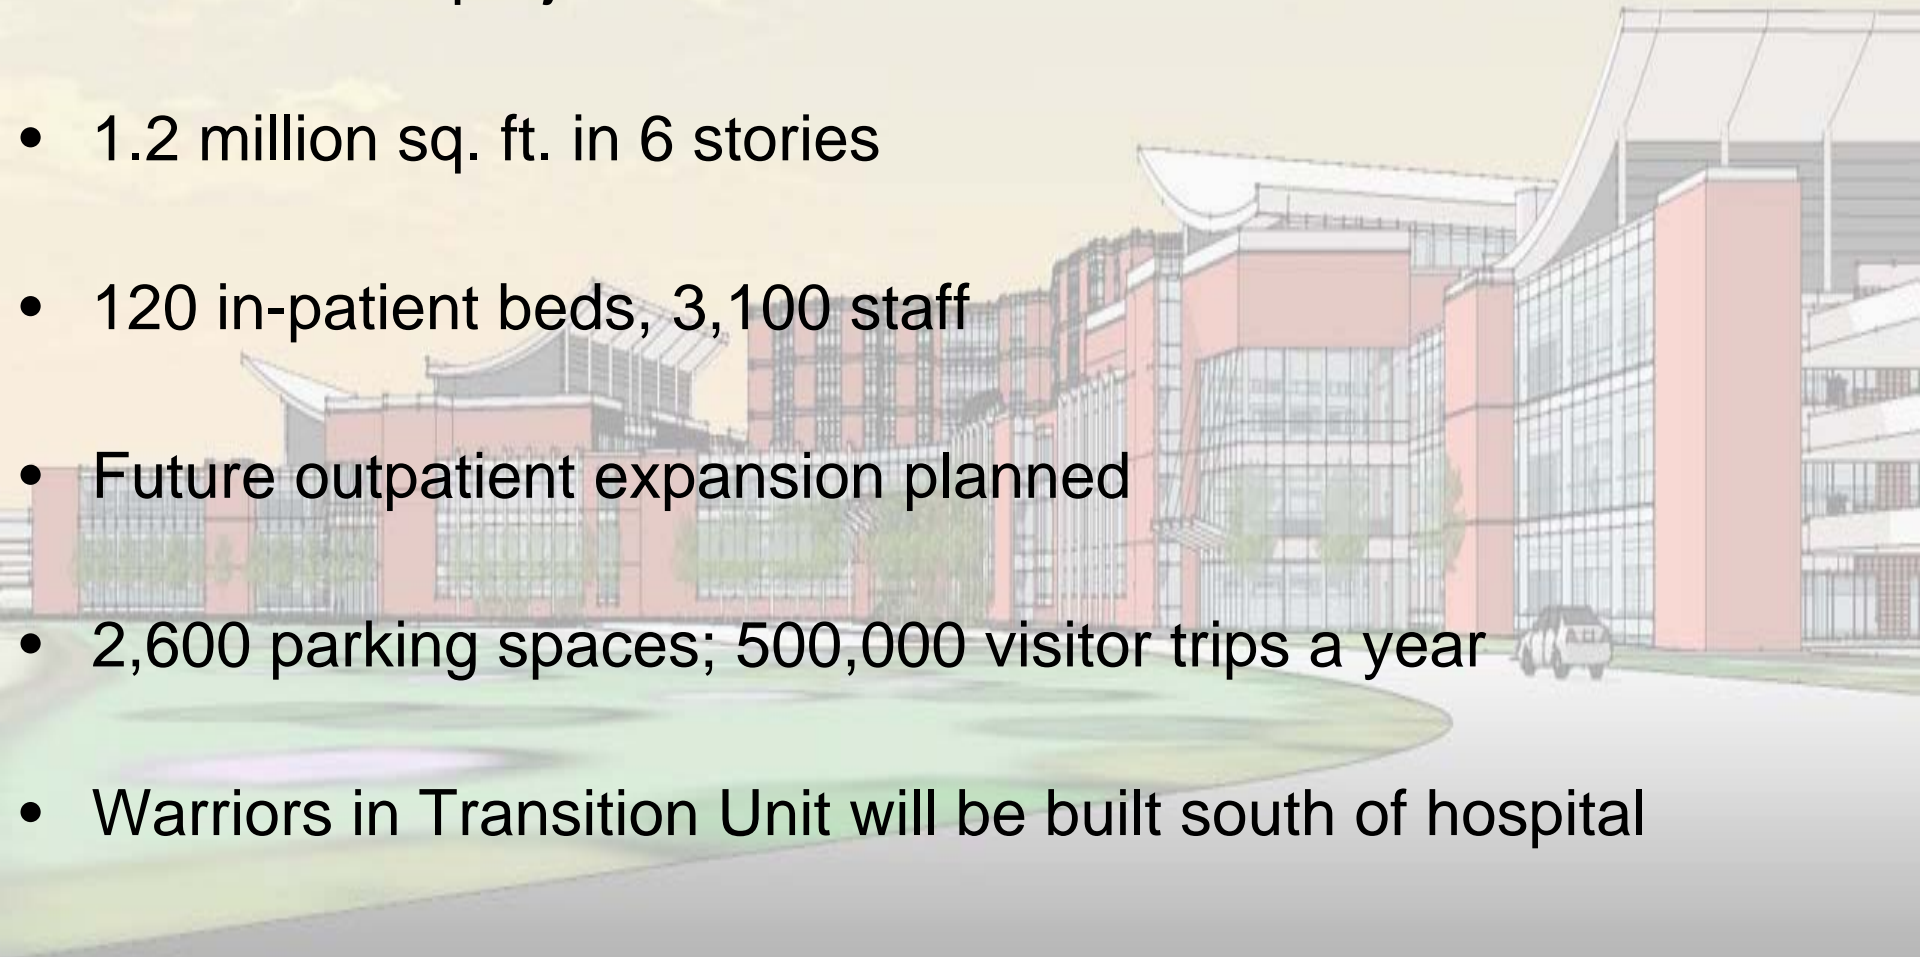 • 1.2 million sq. ft. in 6 stories
• 120 in-patient beds, 3,100 staff
• Future outpatient expansion planned
• 2,600 parking spaces; 500,000 visitor trips a year
• Warriors in Transition Unit will be built south of hospital